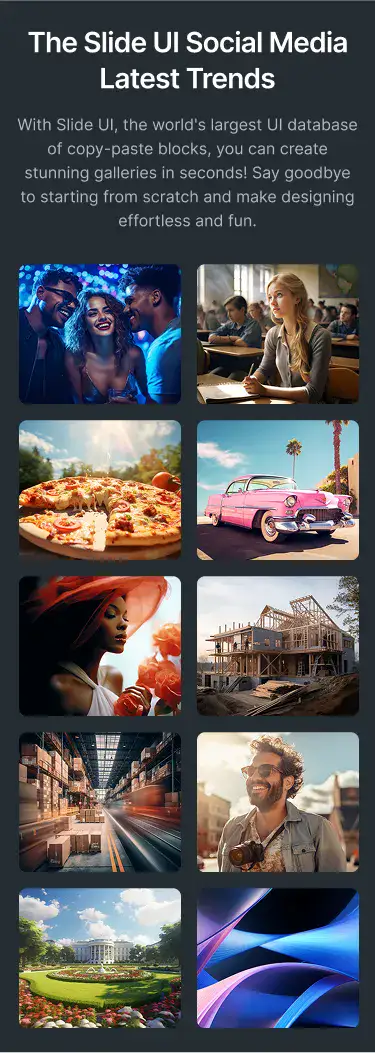 The Slide UI Social Media
Latest Trends
With Slide UI, the world's largest UI database
of copy-paste blocks, you can create
stunning galleries in seconds! Say goodbye
to starting from scratch and make designing
effortless and fun.